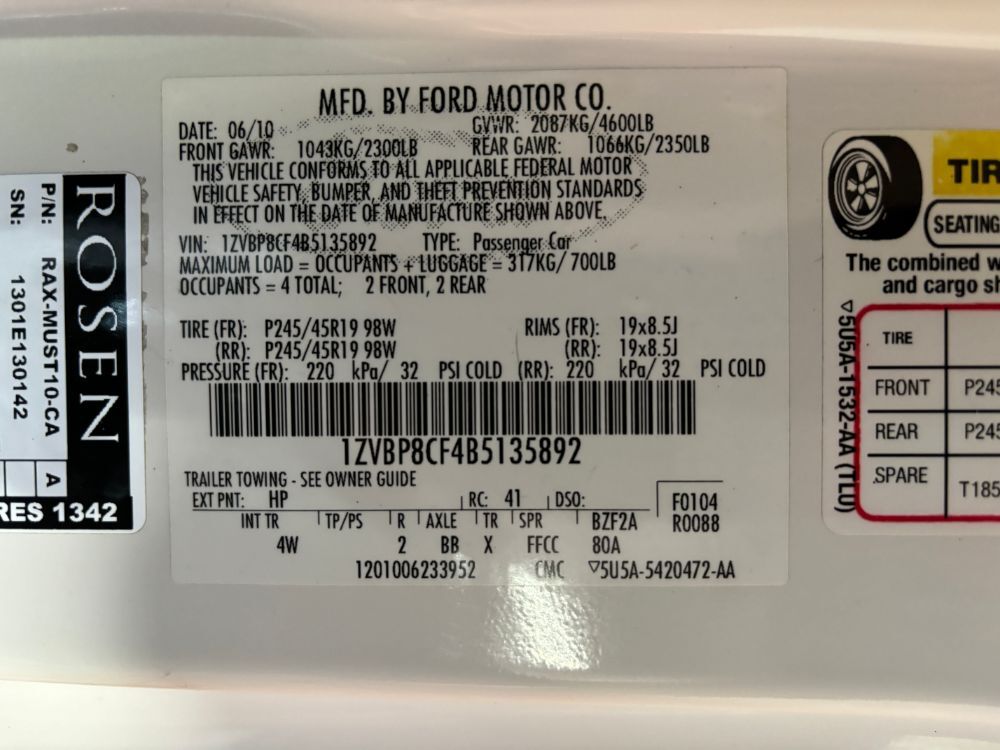 MFD. BY FORD MOTOR CO.
DATE: 06/10 GVWR: 2087KG/4600LB
FRONT GAWR: 1043KG/2300LB REAR GAWR: 1066KG/2350LB
THIS VEHICLE CONFORMS TO ALL APPLICABLE FEDERAL MOTOR
VEHICLE SAFETY, BUMPER, AND THEFT PREVENTION STANDARDS
IN EFFECT ON THE DATE OF MANUFACTURE SHOWN ABOVE.
VIN: 1ZVBP8CF4B5135892 TYPE: Passenger Car
MAXIMUM LOAD = OCCUPANTS + LUGGAGE = 317KG/ 700LB
OCCUPANTS = 4 TOTAL; 2 FRONT, 2 REAR
TIRE (FR): P245/45R19 98W RIMS (FR): 19x8.5J
(RR): P245/45R19 98W (RR): 19x8.5J
PRESSURE (FR): 220 kPa/ 32 PSI COLD (RR): 220 kPa/ 32 PSI COLD
1ZVBP8CF4B5135892
TRAILER TOWING - SEE OWNER GUIDE
EXT PNT: HP RC: 41 DSO: F0104
INT TR TP/PS R AXLE TR SPR BZF2A R0088
4W 2 BB X FFCC 80A
1201006233952 CMC ▽5U5A-5420472-AA
ROSEN
P/N: RAX-MUST10-CA A
SN: 1301E130142
RES 1342
TIR
SEATING
The combined w
and cargo sh
TIRE
FRONT P245
REAR P245
SPARE T185
▽5U5A-1532-AA (TLU)